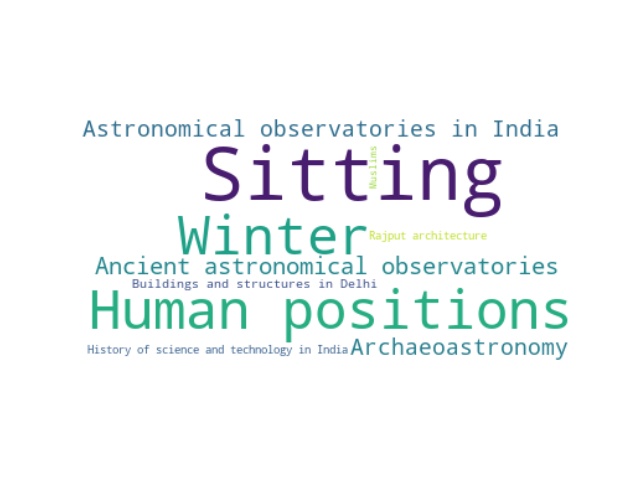 Astronomical observatories in India
Sitting
Muslims
Winter
Rajput architecture
Ancient astronomical observatories
Buildings and structures in Delhi
Human positions
History of science and technology in India
Archaeoastronomy